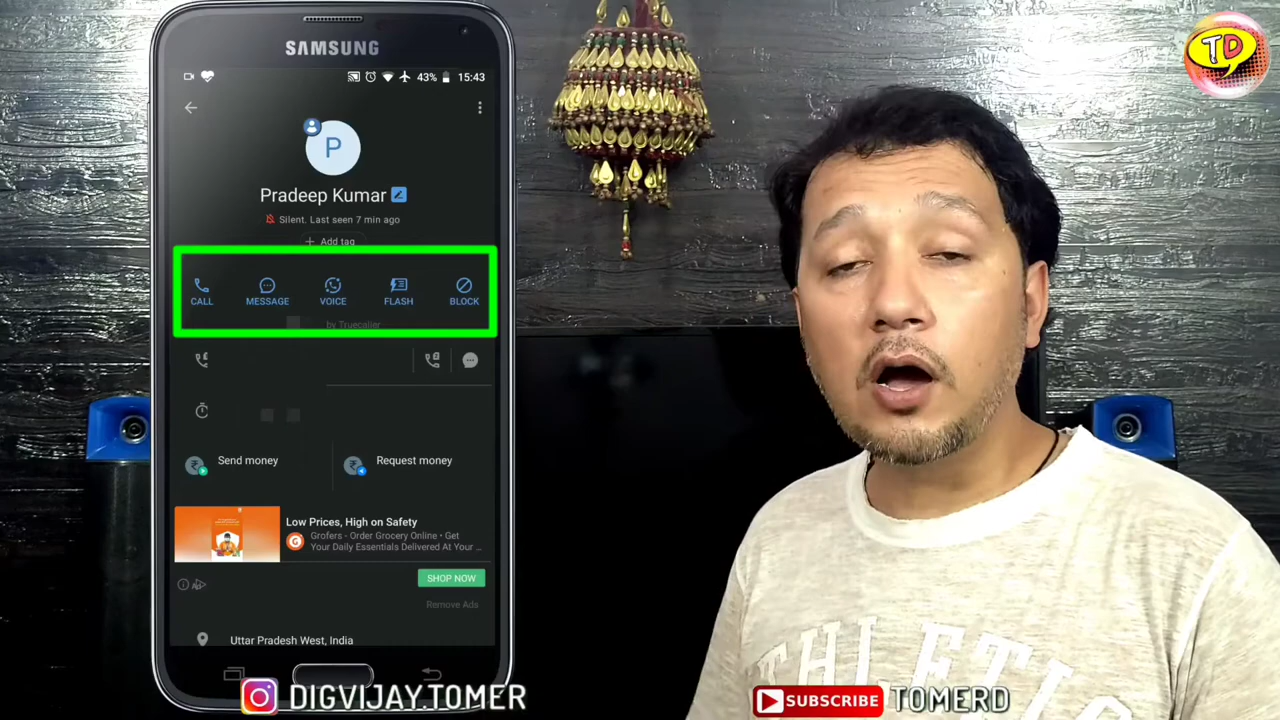 SAMSUNG
43% 15:43
P
Pradeep Kumar
Silent. Last seen 7 min ago
+ Add tag
CALL MESSAGE VOICE FLASH BLOCK
by Truecaller
Send money Request money
Low Prices, High on Safety
G Grofers - Order Grocery Online • Get
Your Daily Essentials Delivered At Your ...
SHOP NOW
Remove Ads
Uttar Pradesh West, India
TD
ATHLETIC
DIGVIJAY.TOMER
SUBSCRIBE TOMERD